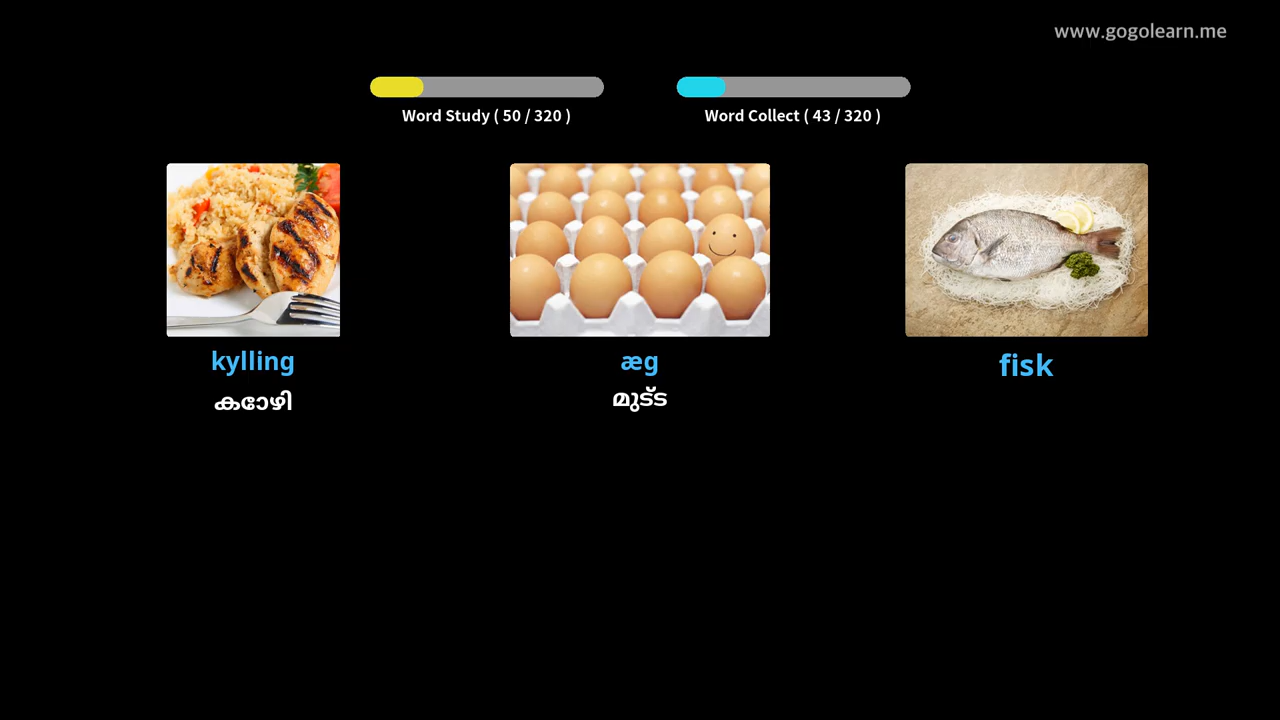 www.gogolearn.me
Word Study ( 50 / 320 )
Word Collect ( 43 / 320 )
kylling
æg
fisk
കോഴി
മുട്ട